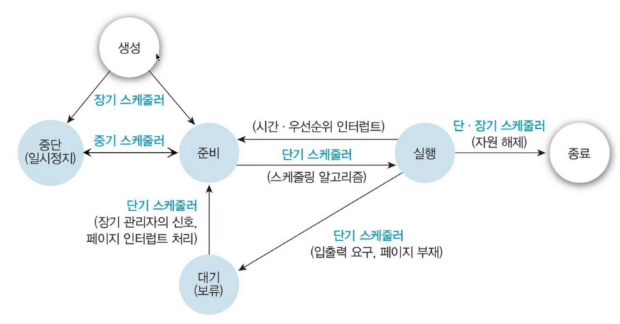 생성
장기 스케줄러
중단
(일시정지)
중기 스케줄러
준비
(시간 · 우선순위 인터럽트)
단기 스케줄러
(스케줄링 알고리즘)
실행
단 · 장기 스케줄러
(자원 해제)
종료
단기 스케줄러
(장기 관리자의 신호,
페이지 인터럽트 처리)
단기 스케줄러
(입출력 요구, 페이지 부재)
대기
(보류)